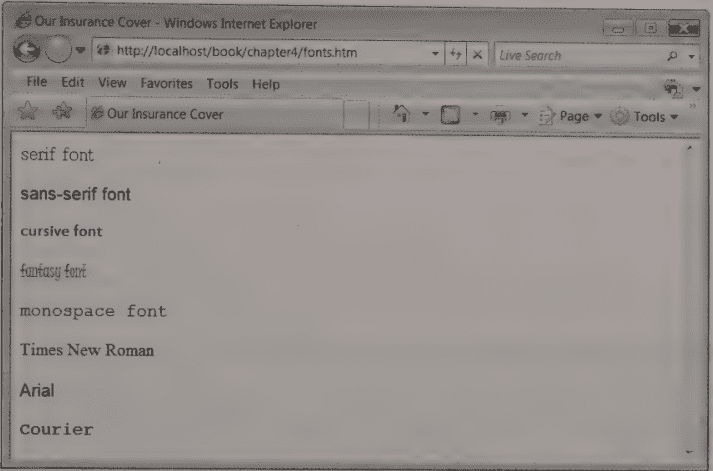 Our Insurance Cover - Windows Internet Explorer
http://localhost/book/chapter4/fonts.htm
Live Search
File Edit View Favorites Tools Help
Our Insurance Cover
Page
Tools
serif font
sans-serif font
cursive font
fantasy font
monospace font
Times New Roman
Arial
Courier